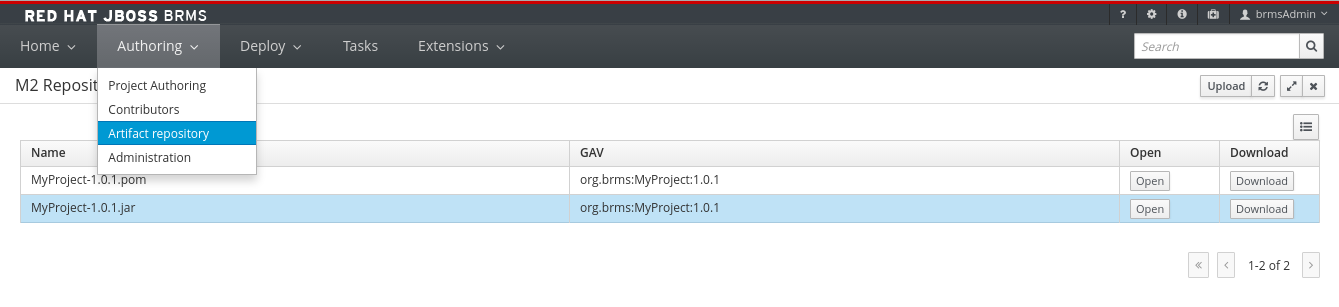 RED HAT JBOSS BRMS
? brmsAdmin
Home Authoring Deploy Tasks Extensions Search
M2 Reposit Upload
Project Authoring
Contributors
Artifact repository
Administration
Name GAV Open Download
MyProject-1.0.1.pom org.brms:MyProject:1.0.1 Open Download
MyProject-1.0.1.jar org.brms:MyProject:1.0.1 Open Download
« ‹ 1-2 of 2 ›